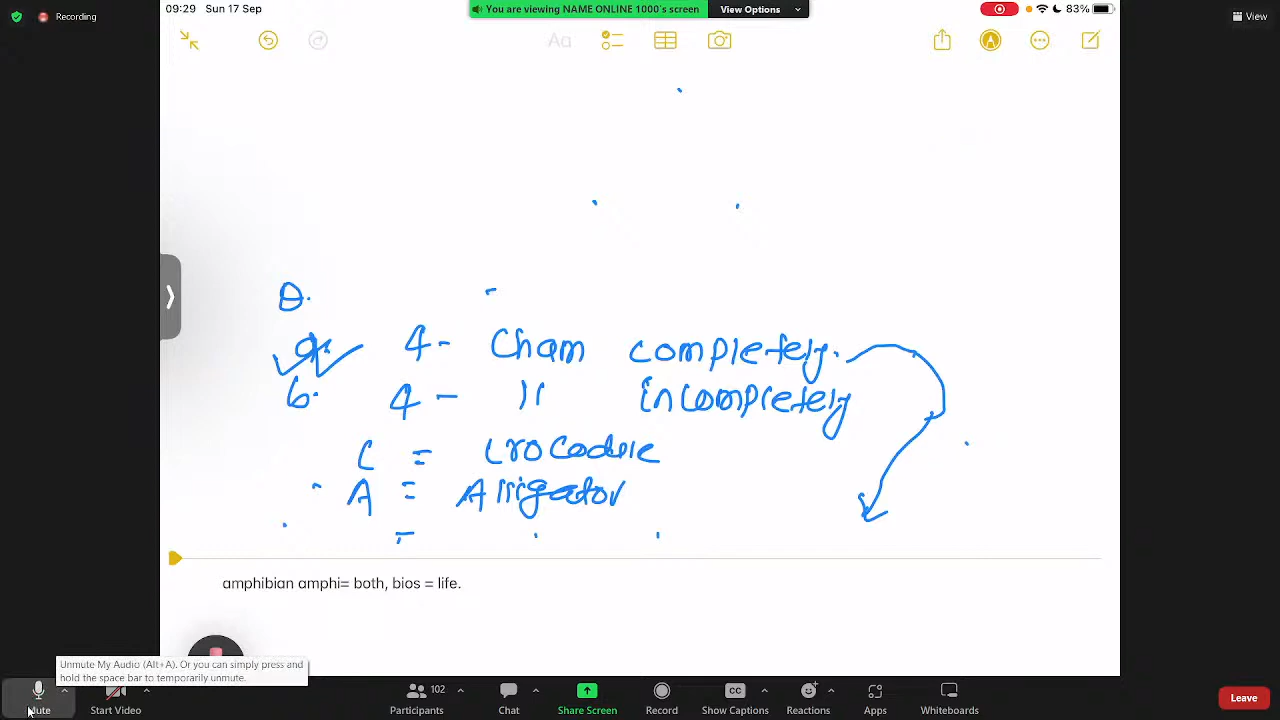 09:29 Sun 17 Sep
Recording
You are viewing NAME ONLINE 1000's screen
View Options
83%
View
Aa
a. 4- Cham completely.
b. 4 - " incompletely
C = Crocodile
A = Alligator
amphibian amphi= both, bios = life.
Unmute My Audio (Alt+A). Or you can simply press and
hold the space bar to temporarily unmute.
Mute
Start Video
Participants
102
Chat
Share Screen
Record
CC
Show Captions
Reactions
Apps
Whiteboards
Leave